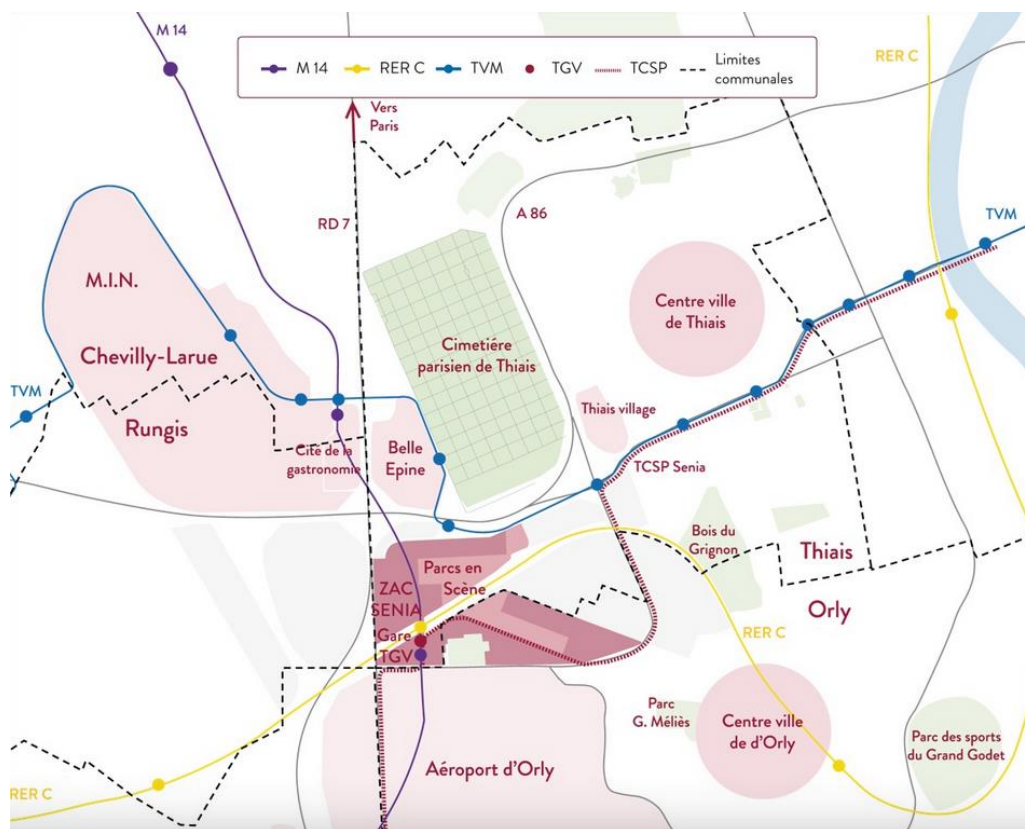 M 14
RER C
M 14
RER C
TVM
TGV
TCSP
Limites
communales
Vers
Paris
RD 7
A 86
TVM
M.I.N.
Centre ville
de Thiais
Chevilly-Larue
Cimetiére
parisien de Thiais
TVM
Rungis
Thiais village
Cité de la
gastronomie
Belle
Epine
TCSP Senia
Bois du
Grignon
Thiais
Parcs en
Scène
ZAC
SENIA
Orly
Gare
TGV
RER C
Parc
G. Méliès
Centre ville
de d'Orly
Parc des sports
du Grand Godet
Aéroport d'Orly
RER C